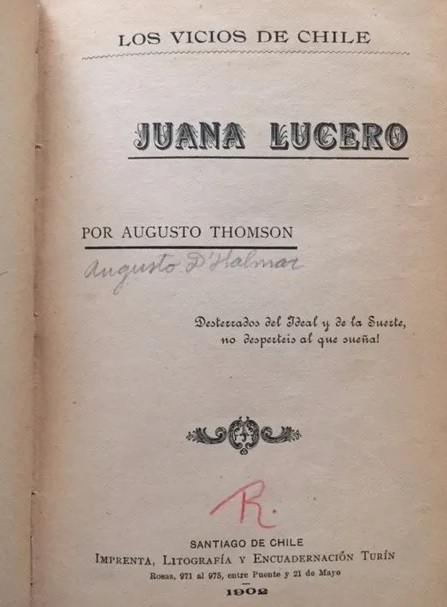 LOS VICIOS DE CHILE
JUANA LUCERO
POR AUGUSTO THOMSON
Augusto D'Halmar
Desterrados del Ideal y de la Suerte,
no desperteis al que sueña!
R.
SANTIAGO DE CHILE
IMPRENTA, LITOGRAFÍA Y ENCUADERNACIÓN TURÍN
Rosas, 971 al 975, entre Puente y 21 de Mayo
1902